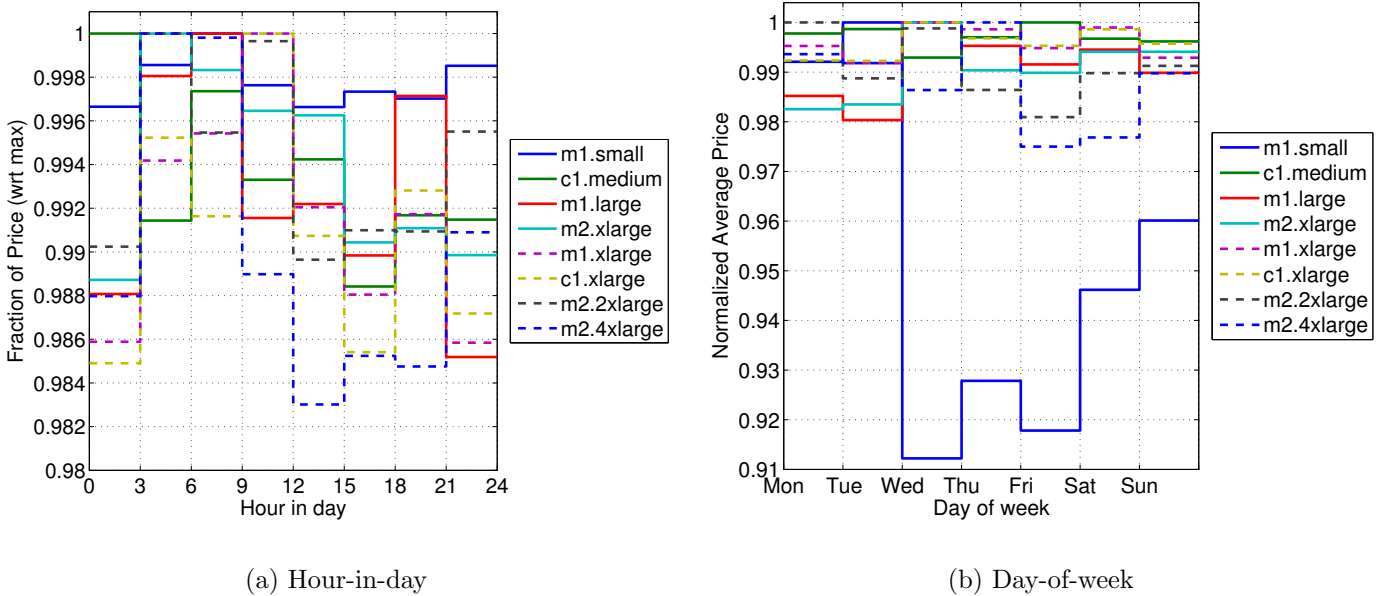 Fraction of Price (wrt max)
1
0.998
0.996
0.994
0.992
0.99
0.988
0.986
0.984
0.982
0.98
0 3 6 9 12 15 18 21 24
Hour in day
m1.small
c1.medium
m1.large
m2.xlarge
m1.xlarge
c1.xlarge
m2.2xlarge
m2.4xlarge
(a) Hour-in-day
Normalized Average Price
1
0.99
0.98
0.97
0.96
0.95
0.94
0.93
0.92
0.91
Mon Tue Wed Thu Fri Sat Sun
Day of week
m1.small
c1.medium
m1.large
m2.xlarge
m1.xlarge
c1.xlarge
m2.2xlarge
m2.4xlarge
(b) Day-of-week